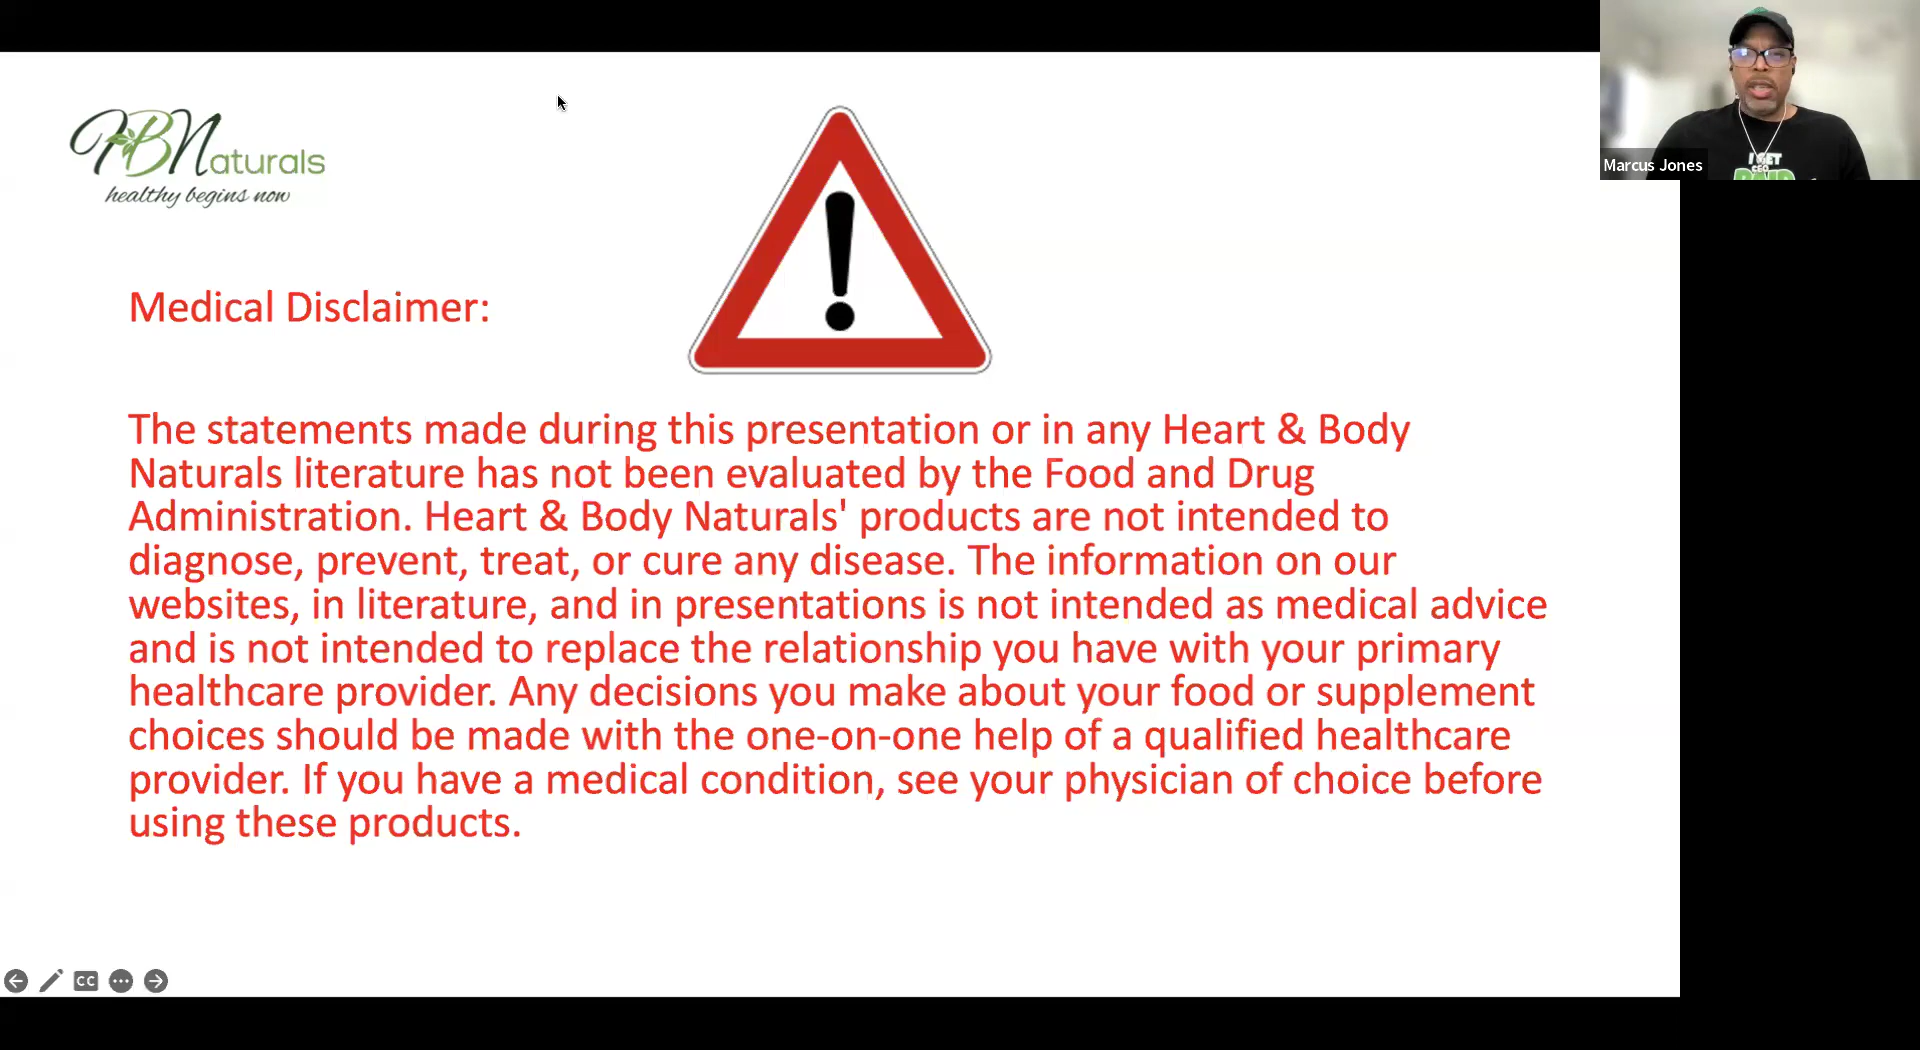 HBNaturals
healthy begins now
Marcus Jones
I GET
CEO
PAID
Medical Disclaimer:
The statements made during this presentation or in any Heart & Body
Naturals literature has not been evaluated by the Food and Drug
Administration. Heart & Body Naturals' products are not intended to
diagnose, prevent, treat, or cure any disease. The information on our
websites, in literature, and in presentations is not intended as medical advice
and is not intended to replace the relationship you have with your primary
healthcare provider. Any decisions you make about your food or supplement
choices should be made with the one-on-one help of a qualified healthcare
provider. If you have a medical condition, see your physician of choice before
using these products.
CC